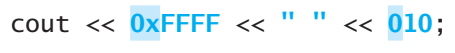 cout << 0xFFFF << " " << 010;